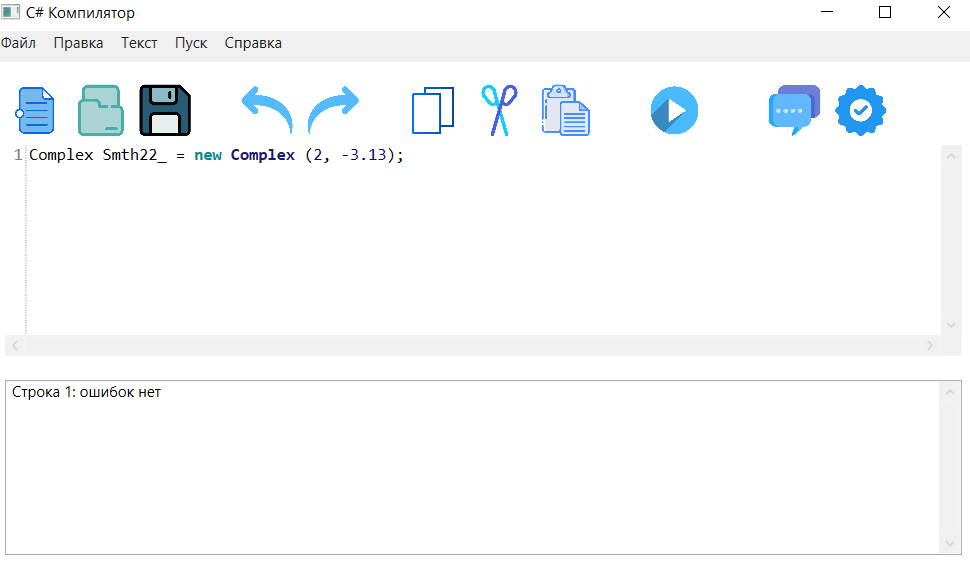 C# Компилятор
Файл Правка Текст Пуск Справка
1 Complex Smth22_ = new Complex (2, -3.13);
Строка 1: ошибок нет